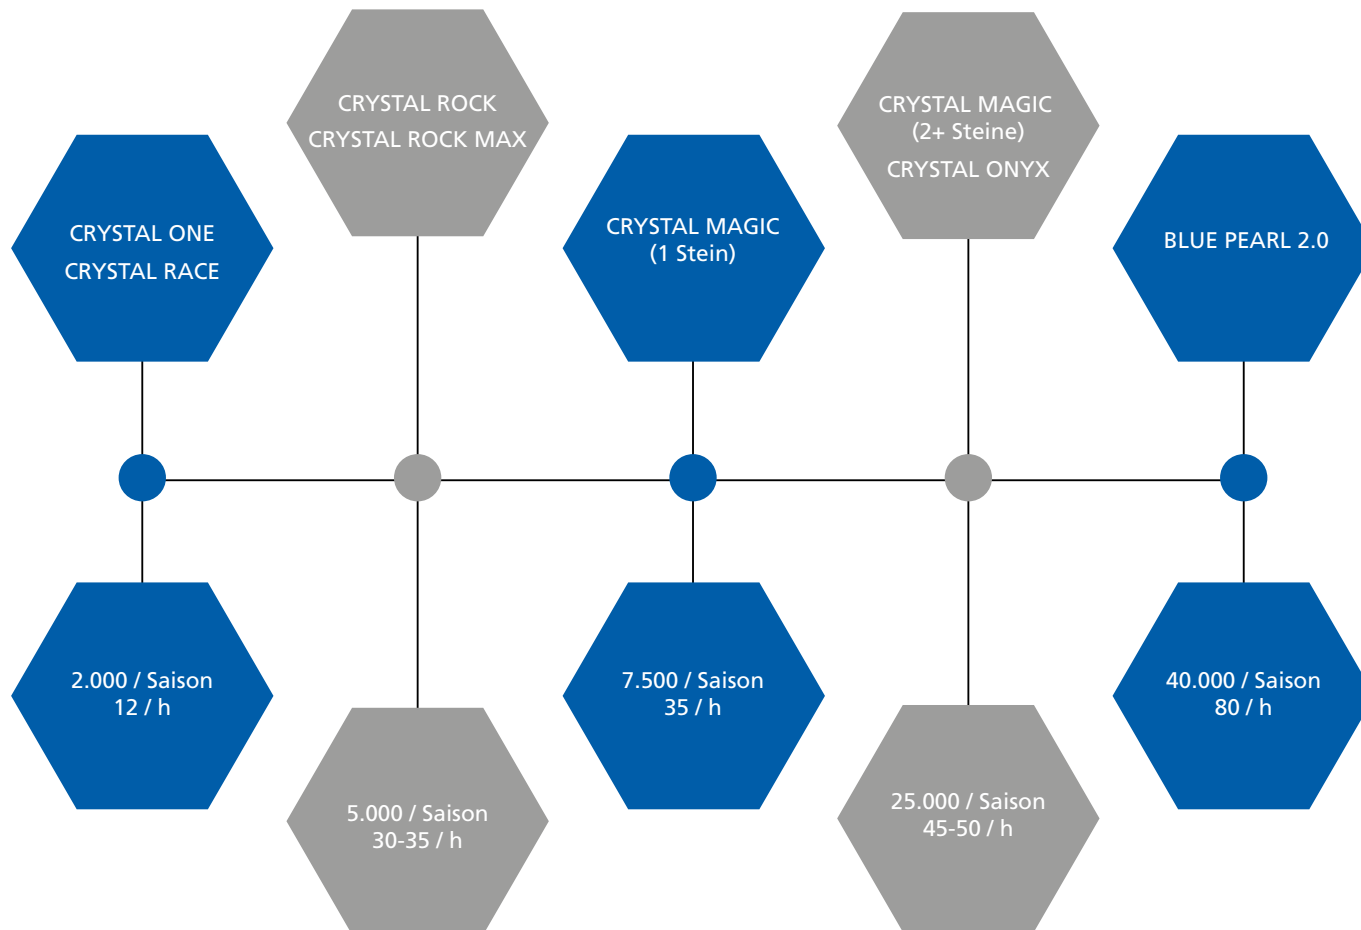 CRYSTAL ONE
CRYSTAL RACE
CRYSTAL ROCK
CRYSTAL ROCK MAX
CRYSTAL MAGIC
(1 Stein)
CRYSTAL MAGIC
(2+ Steine)
CRYSTAL ONYX
BLUE PEARL 2.0
2.000 / Saison
12 / h
5.000 / Saison
30-35 / h
7.500 / Saison
35 / h
25.000 / Saison
45-50 / h
40.000 / Saison
80 / h